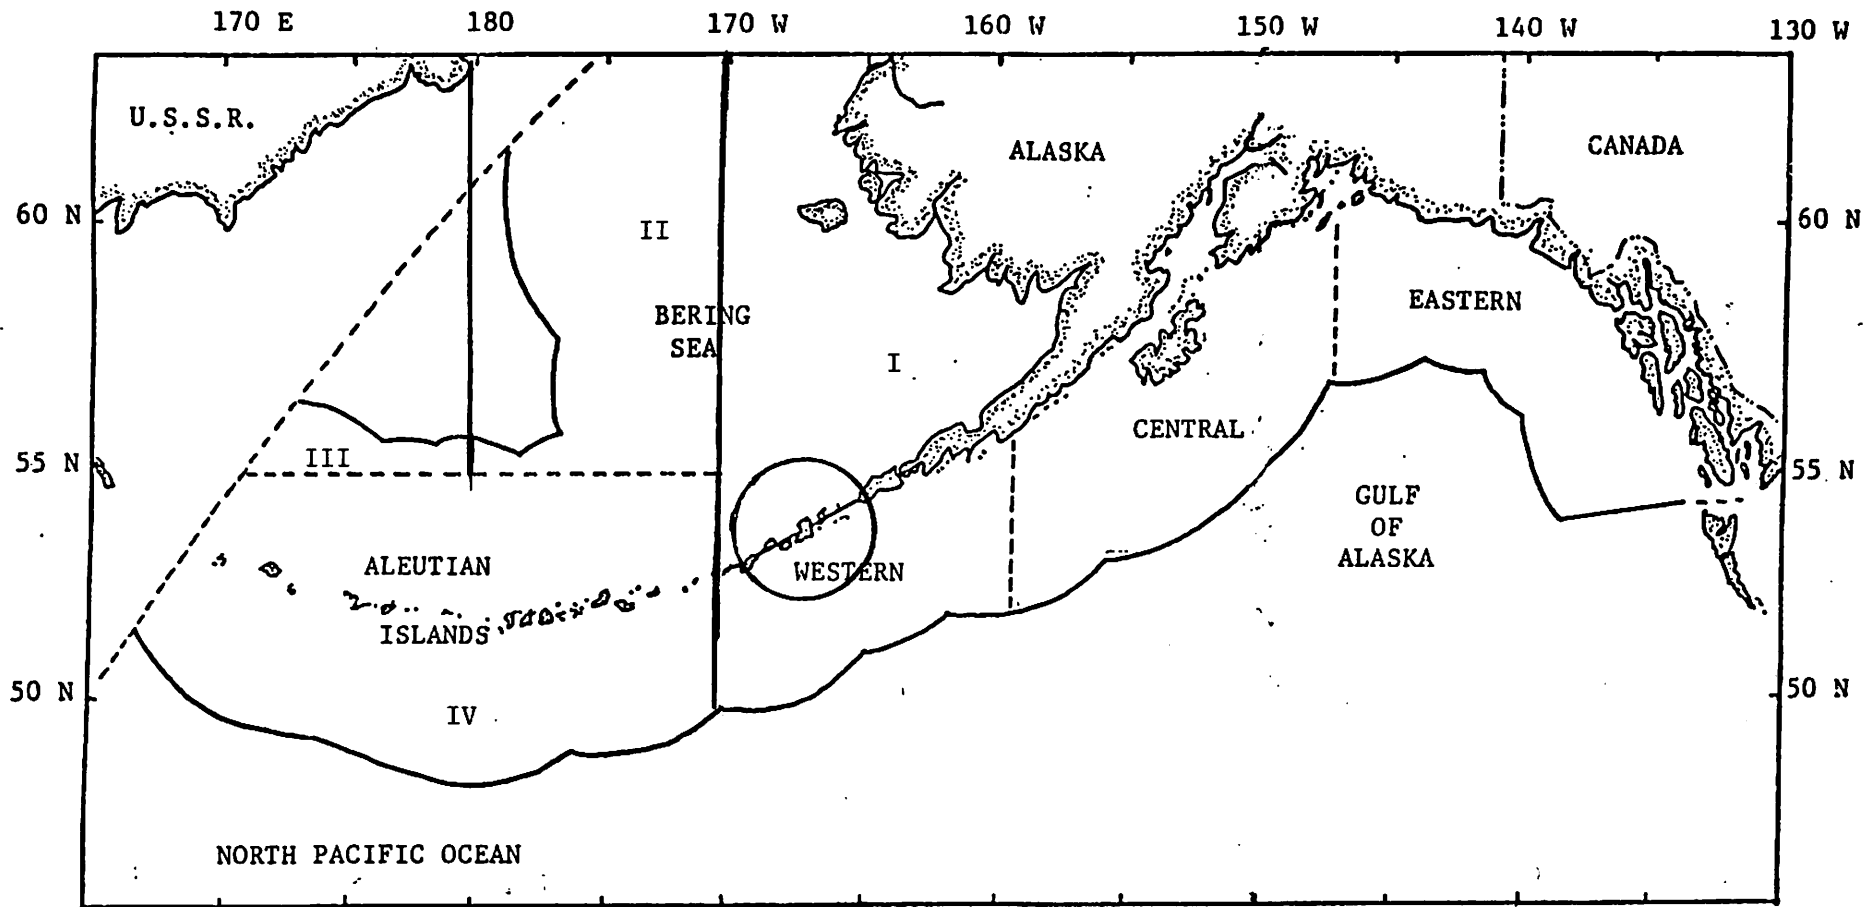 170 E 180 170 W 160 W 150 W 140 W 130 W
U.S.S.R.
ALASKA
CANADA
60 N
60 N
II
BERING
SEA
EASTERN
I
CENTRAL
III
55 N
55 N
GULF
OF
ALASKA
ALEUTIAN
ISLANDS
WESTERN
50 N
50 N
IV
NORTH PACIFIC OCEAN